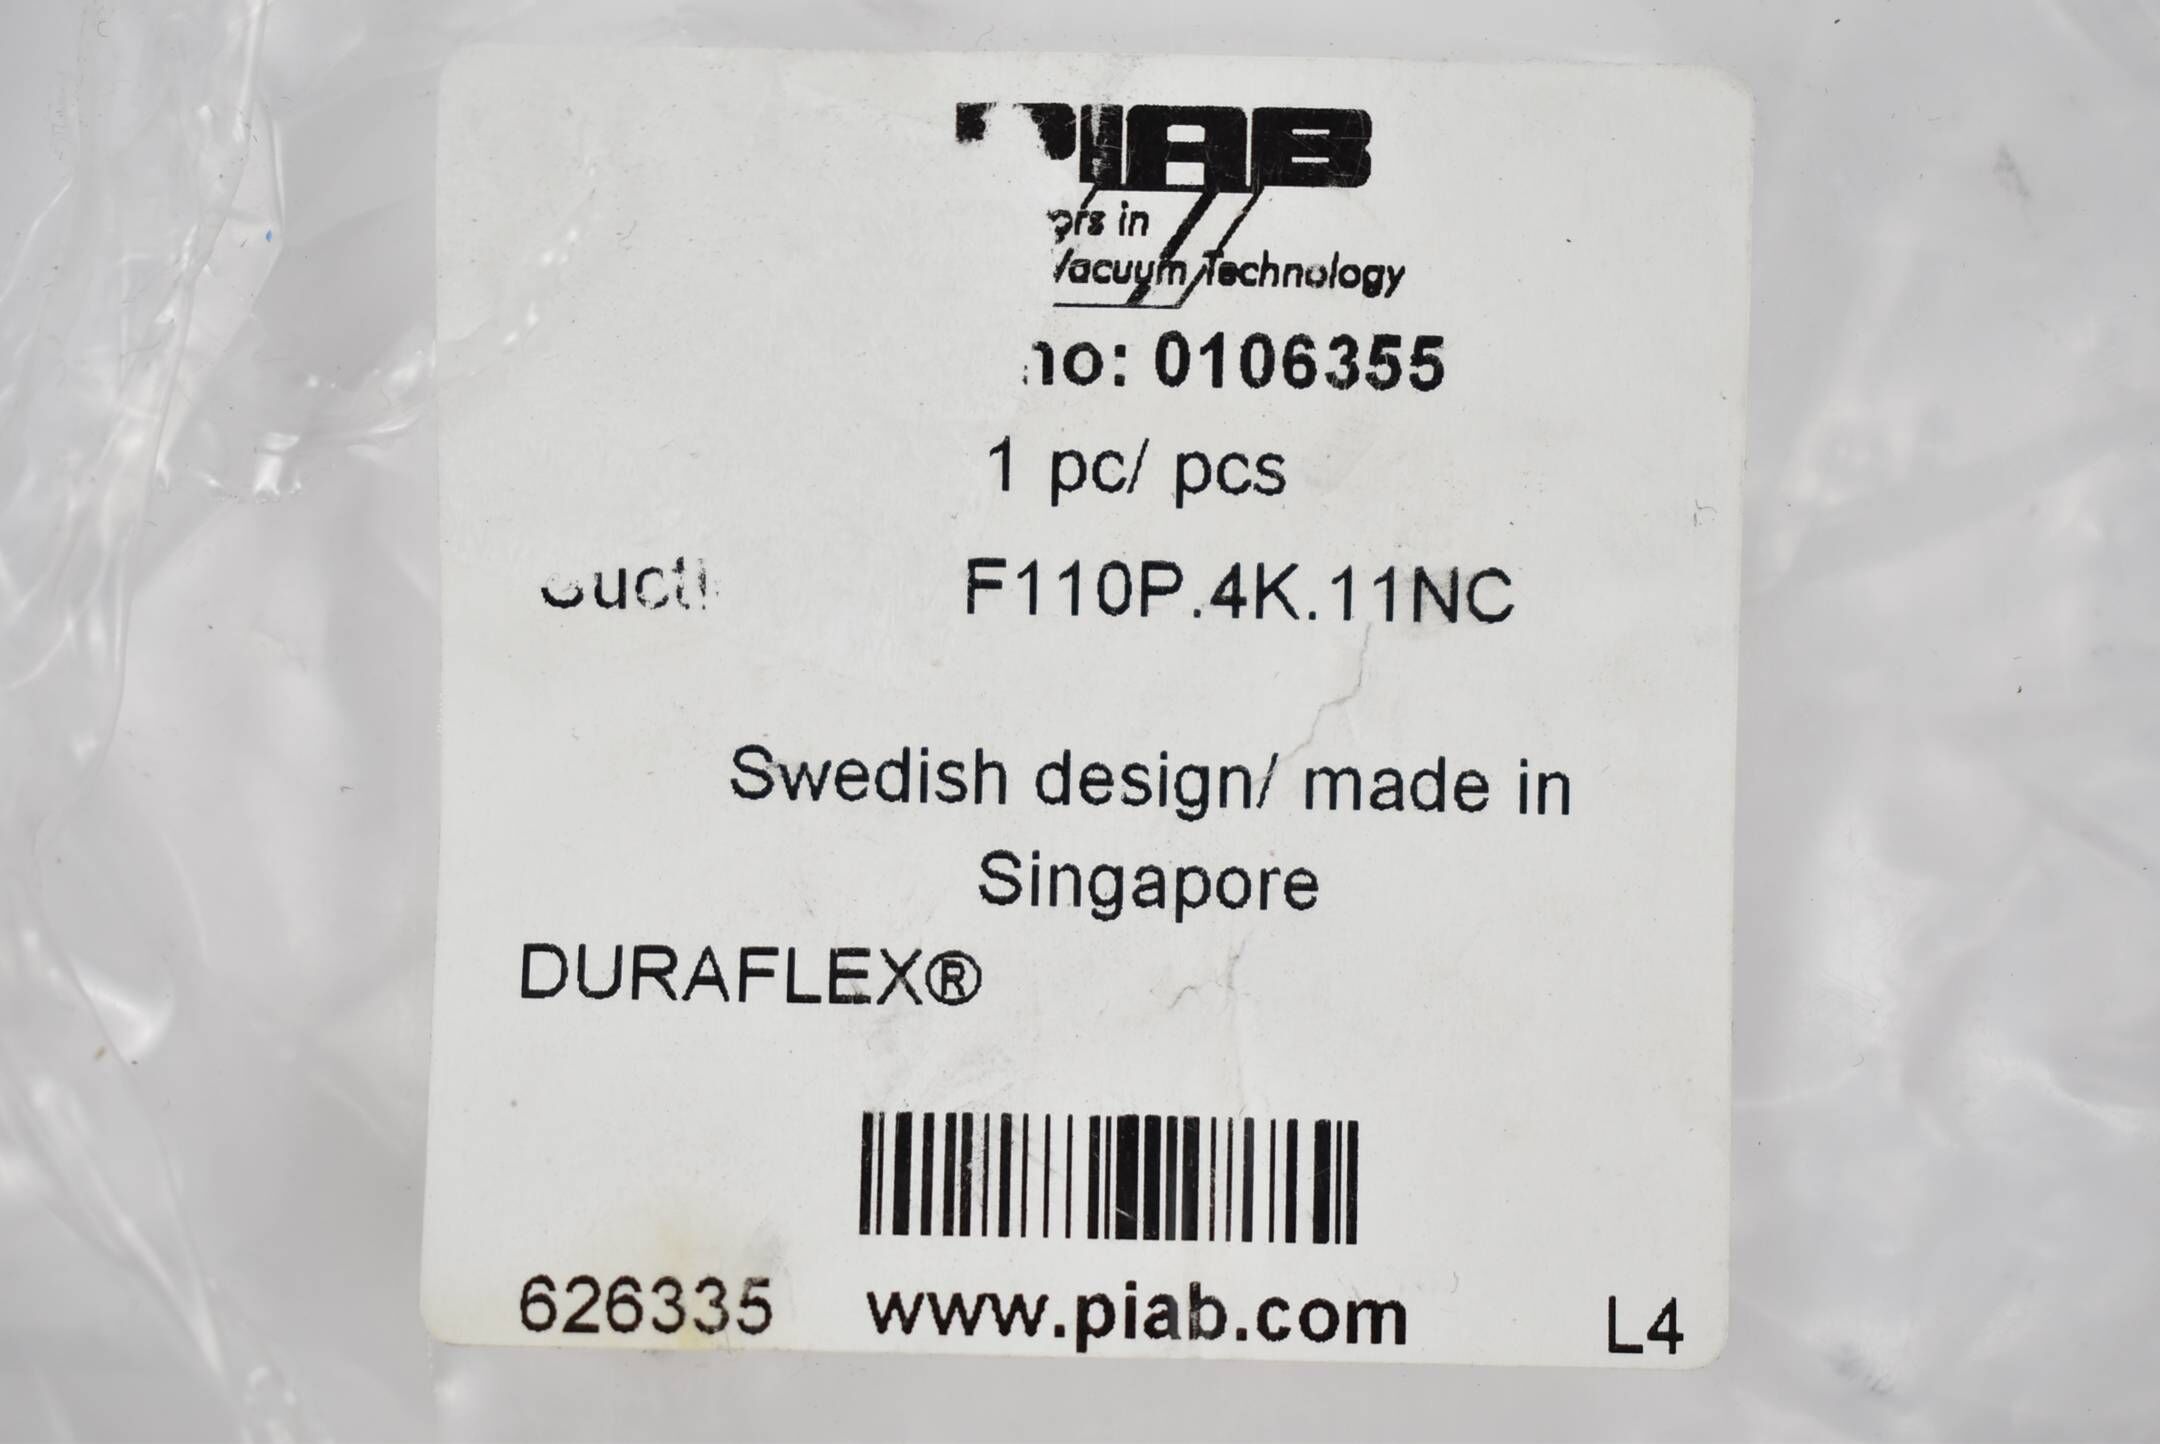 PIAB
in
Vacuum Technology
no: 0106355
1 pc/ pcs
F110P.4K.11NC
Swedish design/ made in
Singapore
DURAFLEX®
626335 www.piab.com L4